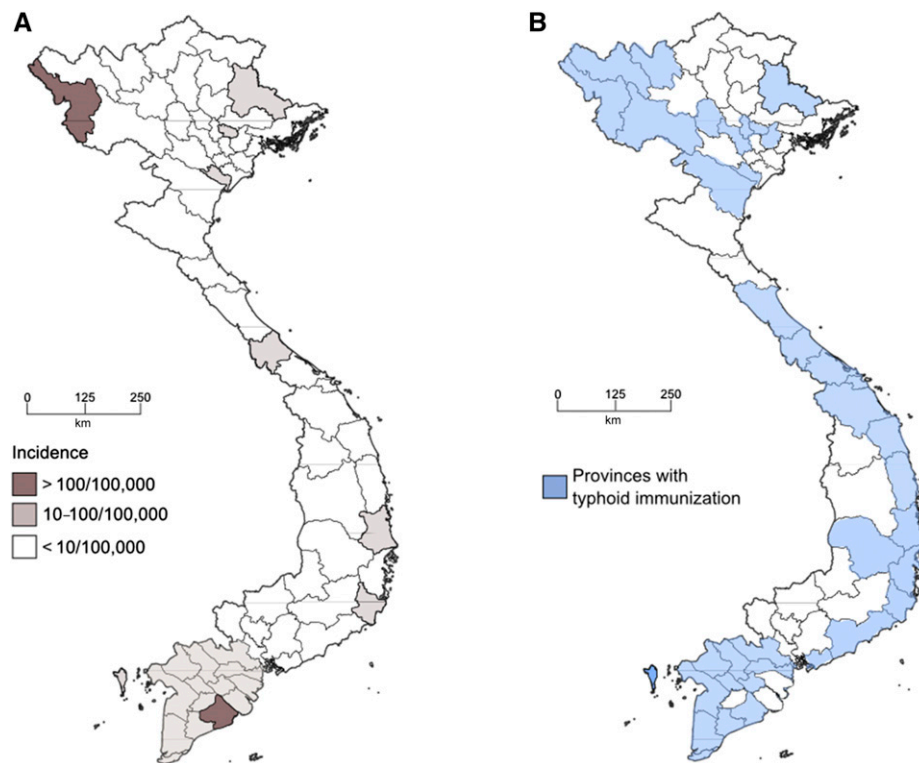 A
B
0 125 250
km
Incidence
> 100/100,000
10–100/100,000
< 10/100,000
0 125 250
km
Provinces with
typhoid immunization